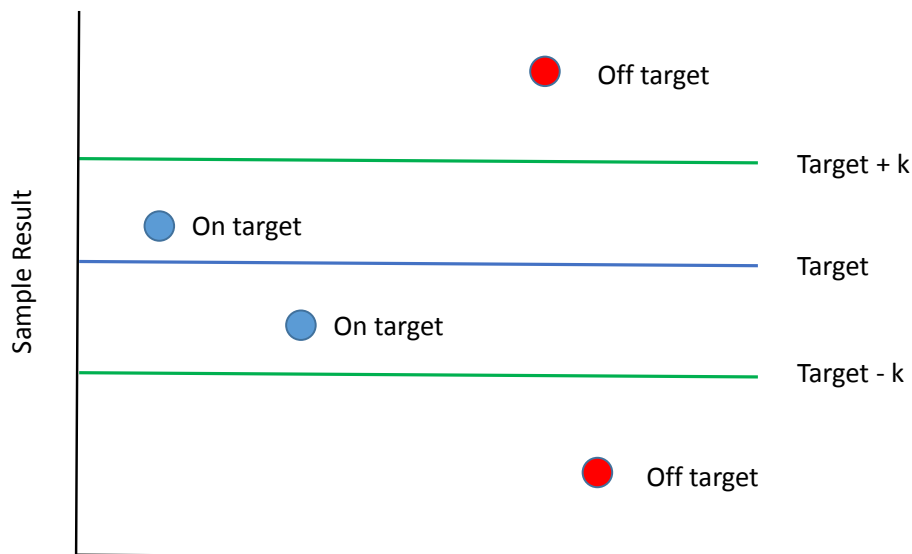 Off target
Target + k
On target
Target
On target
Target - k
Off target
Sample Result